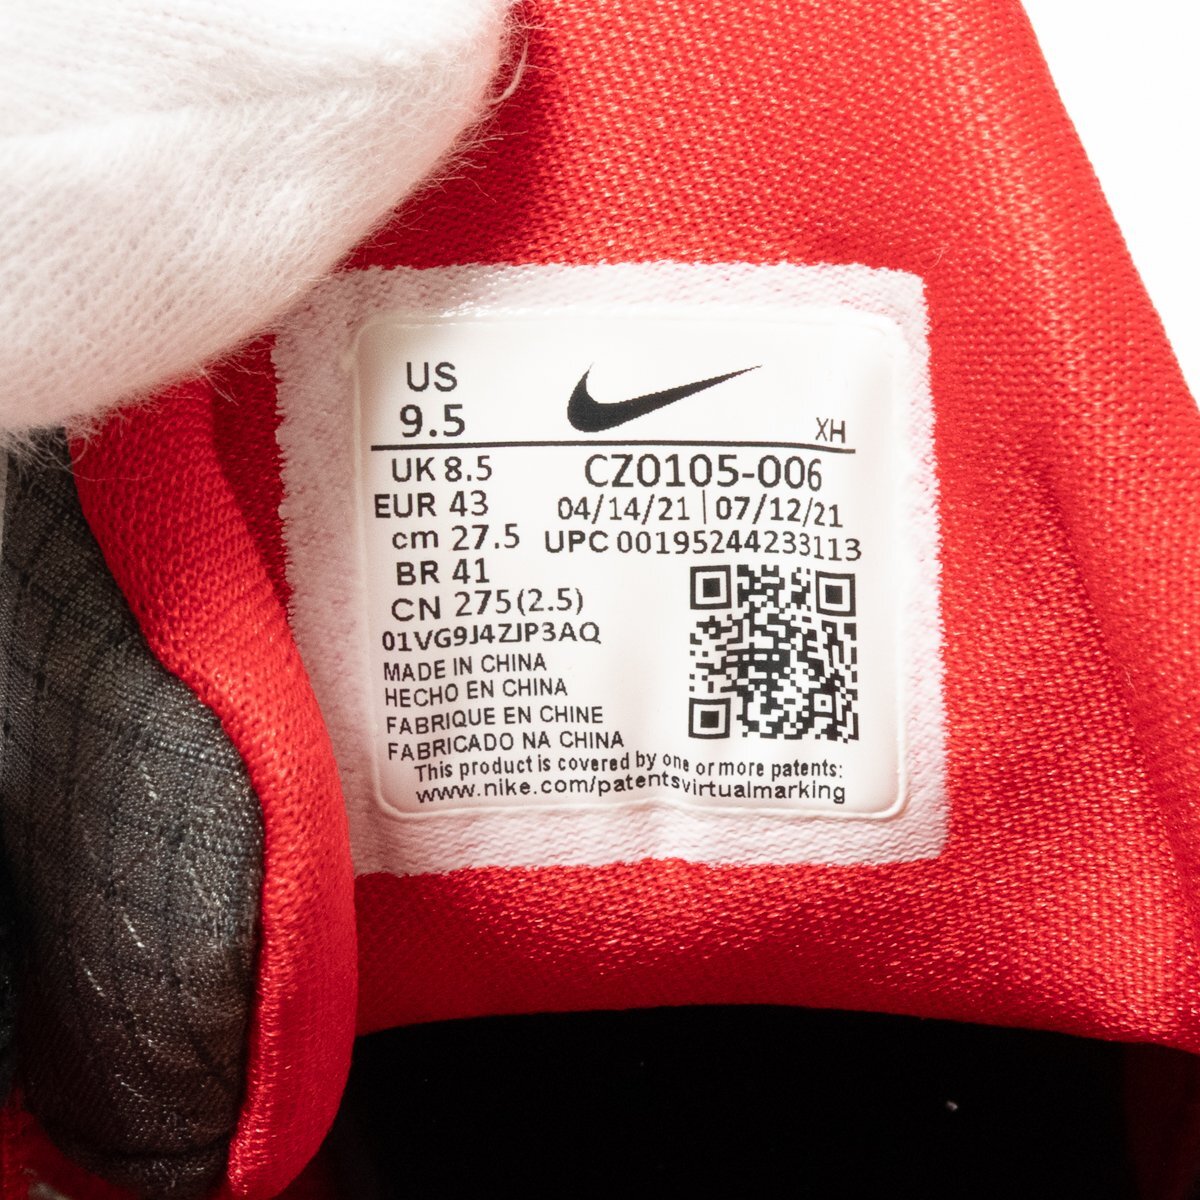 US
9.5
XH
UK 8.5
CZ0105-006
EUR 43
04/14/21 | 07/12/21
cm 27.5
UPC 00195244233113
BR 41
CN 275(2.5)
01VG9J4ZJP3AQ
MADE IN CHINA
HECHO EN CHINA
FABRIQUE EN CHINE
FABRICADO NA CHINA
This product is covered by one or more patents:
www.nike.com/patentsvirtualmarking